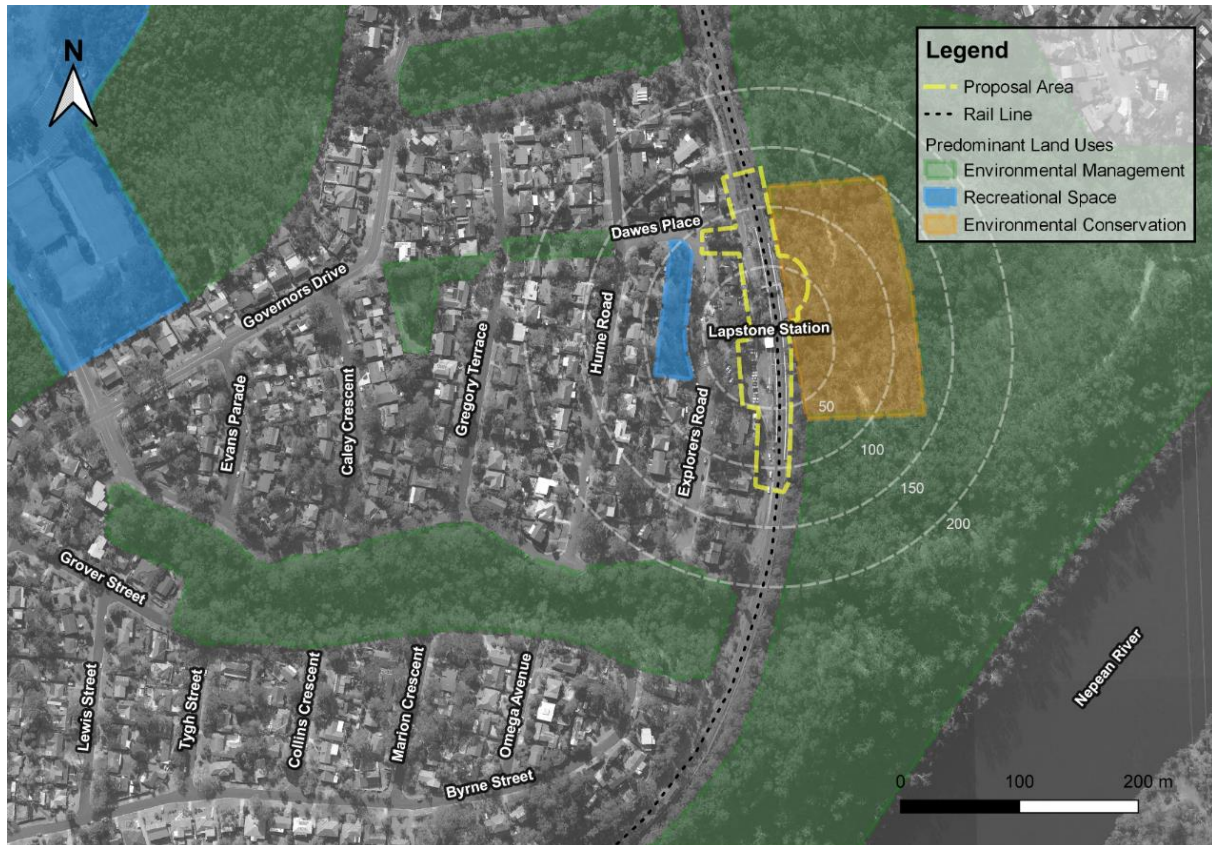 N
Legend
Proposal Area
Rail Line
Predominant Land Uses
Environmental Management
Recreational Space
Environmental Conservation
Dawes Place
Governors Drive
Lapstone Station
Hume Road
Gregory Terrace
Caley Crescent
Evans Parade
Explorers Road
50
100
150
200
Grover Street
Lewis Street
Tygh Street
Collins Crescent
Marion Crescent
Omega Avenue
Byrne Street
Nepean River
0 100 200 m